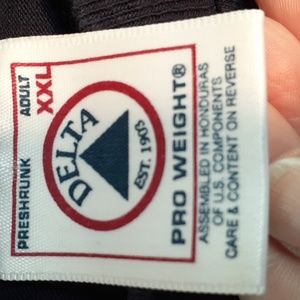 PRESHRUNK ADULT
XXL
DELTA
EST. 1903
PRO WEIGHT®
ASSEMBLED IN HONDURAS
OF U.S. COMPONENTS
CARE & CONTENT ON REVERSE